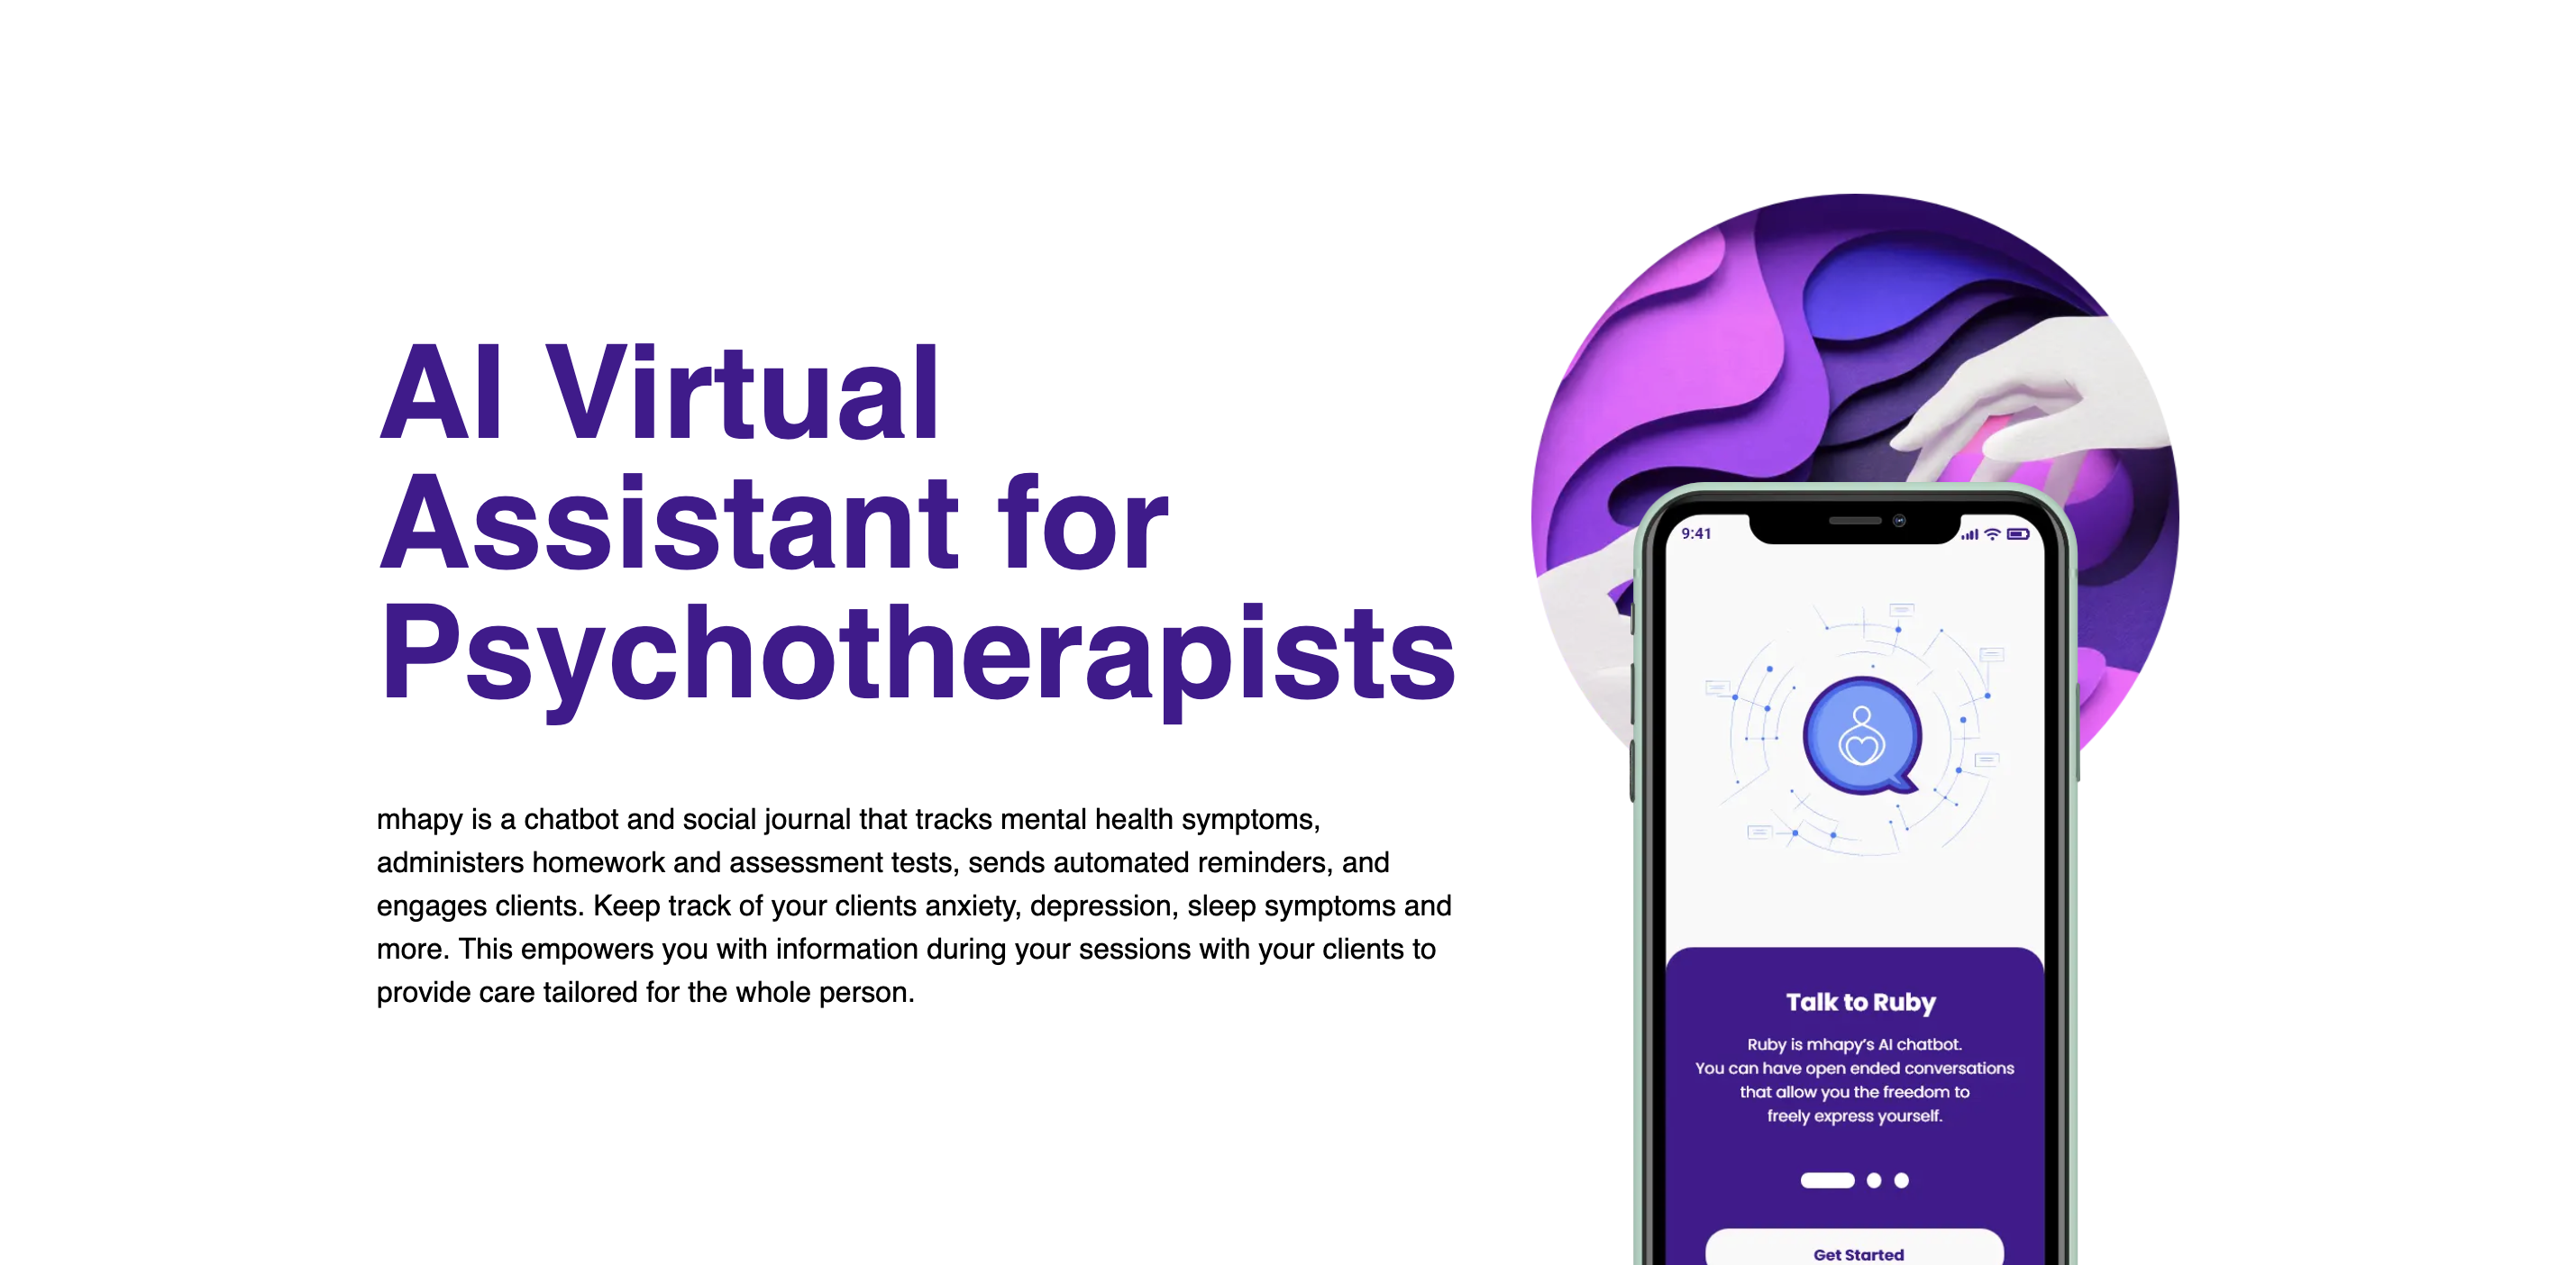 AI Virtual
Assistant for
Psychotherapists
mhapy is a chatbot and social journal that tracks mental health symptoms,
administers homework and assessment tests, sends automated reminders, and
engages clients. Keep track of your clients anxiety, depression, sleep symptoms and
more. This empowers you with information during your sessions with your clients to
provide care tailored for the whole person.
9:41
Talk to Ruby
Ruby is mhapy’s AI chatbot.
You can have open ended conversations
that allow you the freedom to
freely express yourself.
Get Started